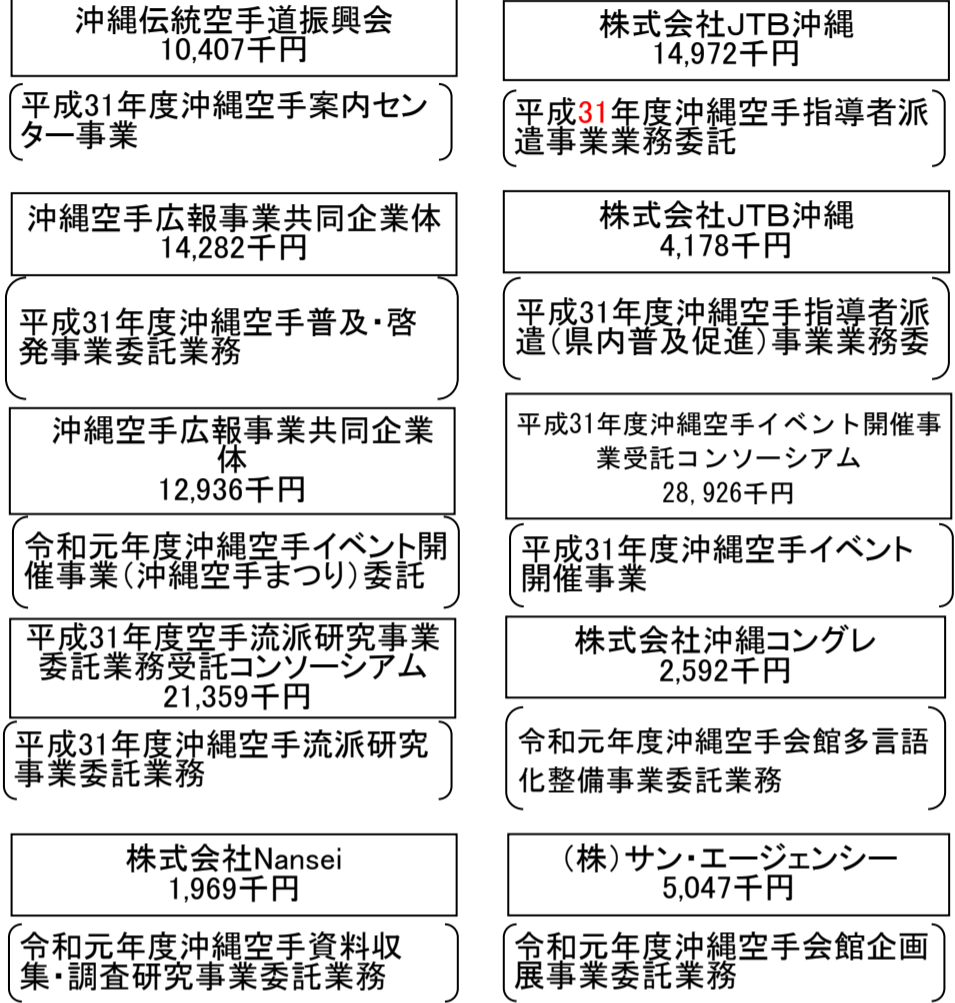 沖縄伝統空手道振興会
10,407千円
平成31年度沖縄空手案内セン
ター事業
株式会社JTB沖縄
14,972千円
平成31年度沖縄空手指導者派
遣事業業務委託
沖縄空手広報事業共同企業体
14,282千円
平成31年度沖縄空手普及・啓
発事業委託業務
株式会社JTB沖縄
4,178千円
平成31年度沖縄空手指導者派
遣(県内普及促進)事業業務委
沖縄空手広報事業共同企業
体
12,936千円
令和元年度沖縄空手イベント開
催事業(沖縄空手まつり)委託
平成31年度沖縄空手イベント開催事
業受託コンソーシアム
28,926千円
平成31年度沖縄空手イベント
開催事業
平成31年度空手流派研究事業
委託業務受託コンソーシアム
21,359千円
平成31年度沖縄空手流派研究
事業委託業務
株式会社沖縄コングレ
2,592千円
令和元年度沖縄空手会館多言語
化整備事業委託業務
株式会社Nansei
1,969千円
令和元年度沖縄空手資料収
集・調査研究事業委託業務
(株)サン・エージェンシー
5,047千円
令和元年度沖縄空手会館企画
展事業委託業務